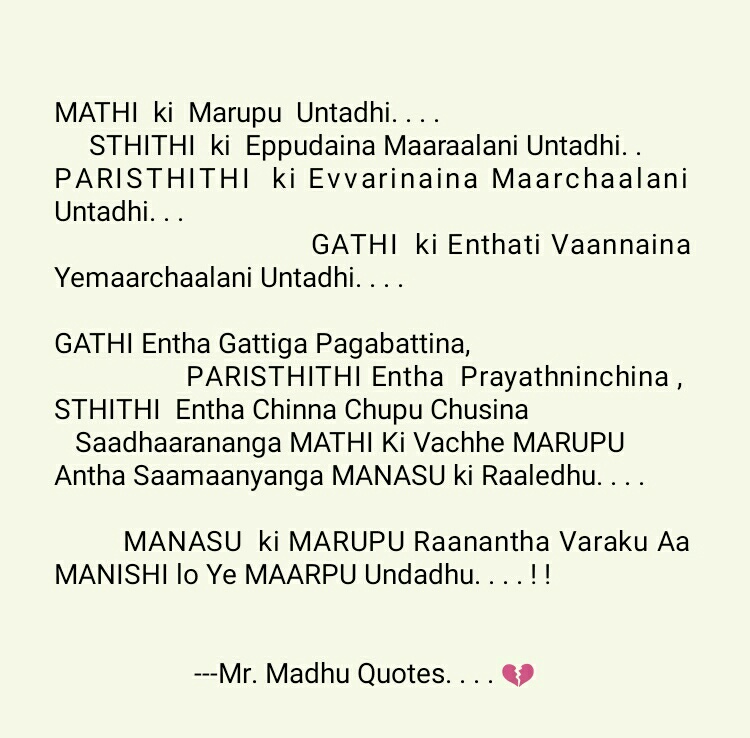 MATHI ki Marupu Untadhi. . . .
STHITHI ki Eppudaina Maaraalani Untadhi. .
PARISTHITHI ki Evvarinaina Maarchaalani
Untadhi. . .
GATHI ki Enthati Vaannaina
Yemaarchaalani Untadhi. . . .
GATHI Entha Gattiga Pagabattina,
PARISTHITHI Entha Prayathninchina ,
STHITHI Entha Chinna Chupu Chusina
Saadhaarananga MATHI Ki Vachhe MARUPU
Antha Saamaanyanga MANASU ki Raaledhu. . . .
MANASU ki MARUPU Raanantha Varaku Aa
MANISHI lo Ye MAARPU Undadhu. . . . ! !
---Mr. Madhu Quotes. . . . 💔